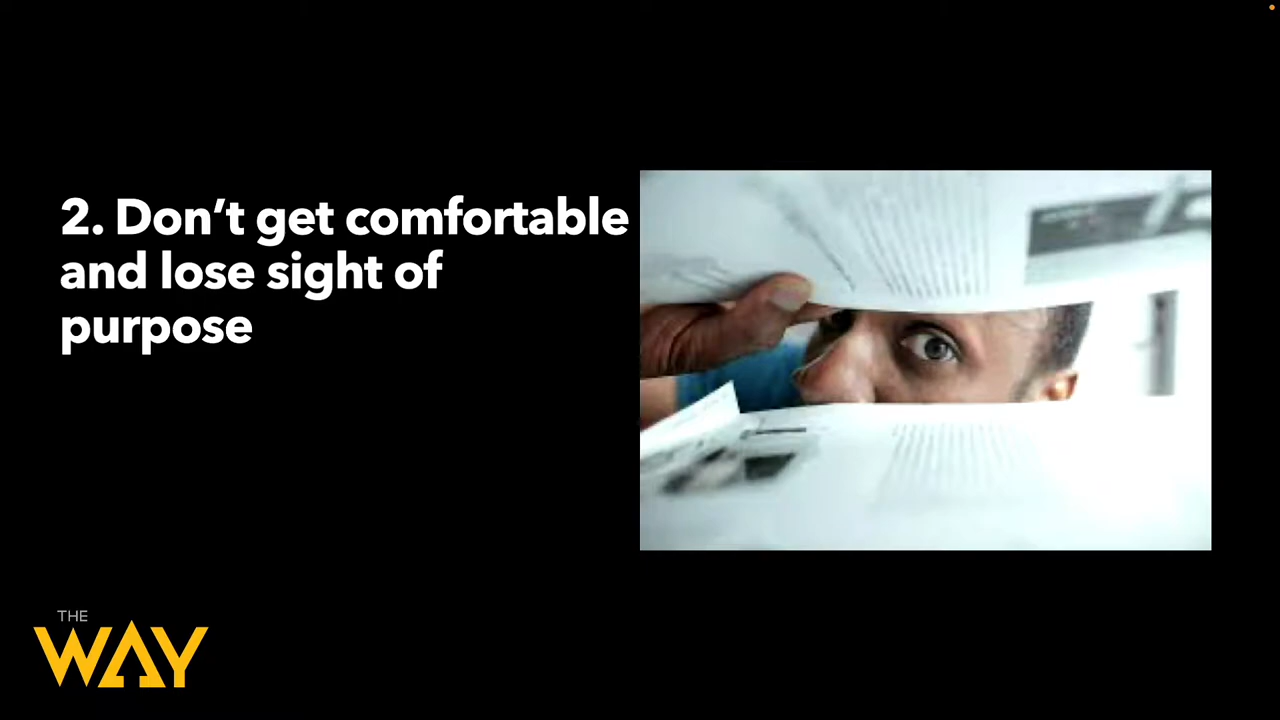 2. Don’t get comfortable
and lose sight of
purpose
THE
WAY